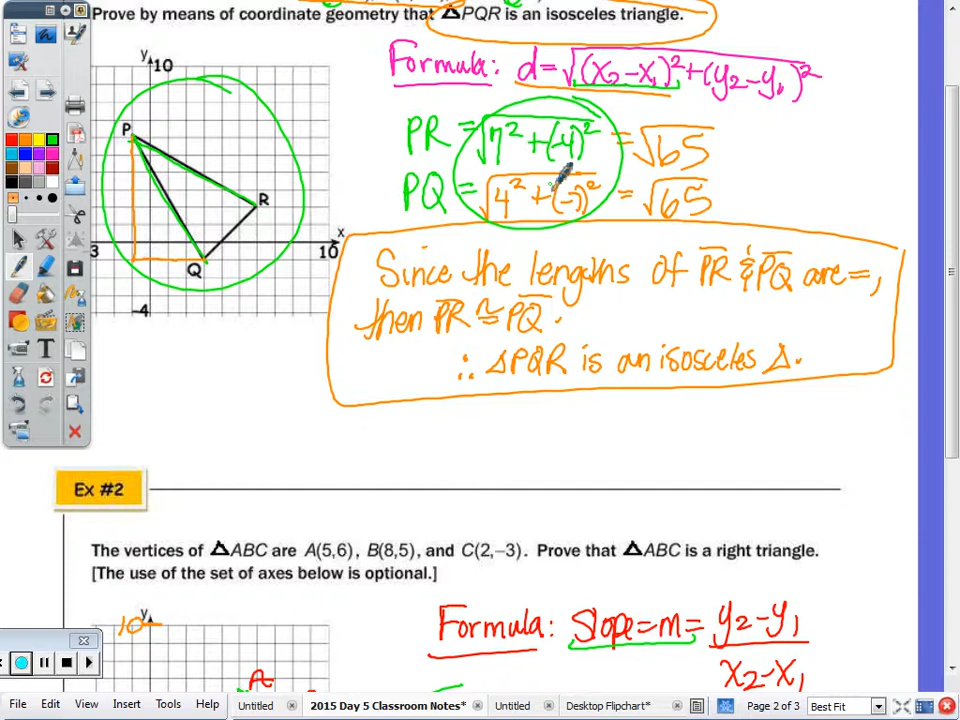 Prove by means of coordinate geometry that △PQR is an isosceles triangle.
Formula: d=√(x₂-x₁)²+(y₂-y₁)²
PR = √7²+(-4)² = √65
PQ = √4²+(-7)² = √65
y 10
P
R
x
3
10
Q
-4
Since the lengths of PR & PQ are =,
then PR ≅ PQ.
∴ △PQR is an isosceles △.
Ex #2
The vertices of △ABC are A(5,6), B(8,5), and C(2,−3). Prove that △ABC is a right triangle.
[The use of the set of axes below is optional.]
y
10
Formula: Slope=m= y₂-y₁
x₂-x₁
A
File Edit View Insert Tools Help Untitled 2015 Day 5 Classroom Notes* Untitled Desktop Flipchart* Page 2 of 3 Best Fit